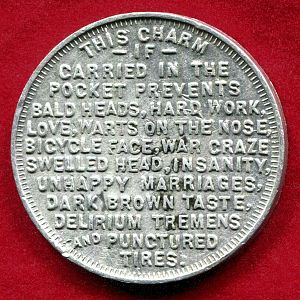 THIS CHARM
— IF —
CARRIED IN THE
POCKET PREVENTS
BALD HEADS, HARD WORK.
LOVE, WARTS ON THE NOSE,
BICYCLE FACE, WAR CRAZE
SWELLED HEAD, INSANITY,
UNHAPPY MARRIAGES,
DARK BROWN TASTE.
DELIRIUM TREMENS
AND PUNCTURED
TIRES.